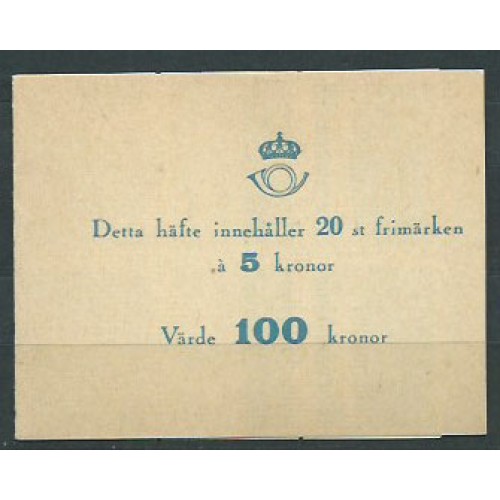 Detta häfte innehåller 20 st frimärken
à 5 kronor
Värde 100 kronor